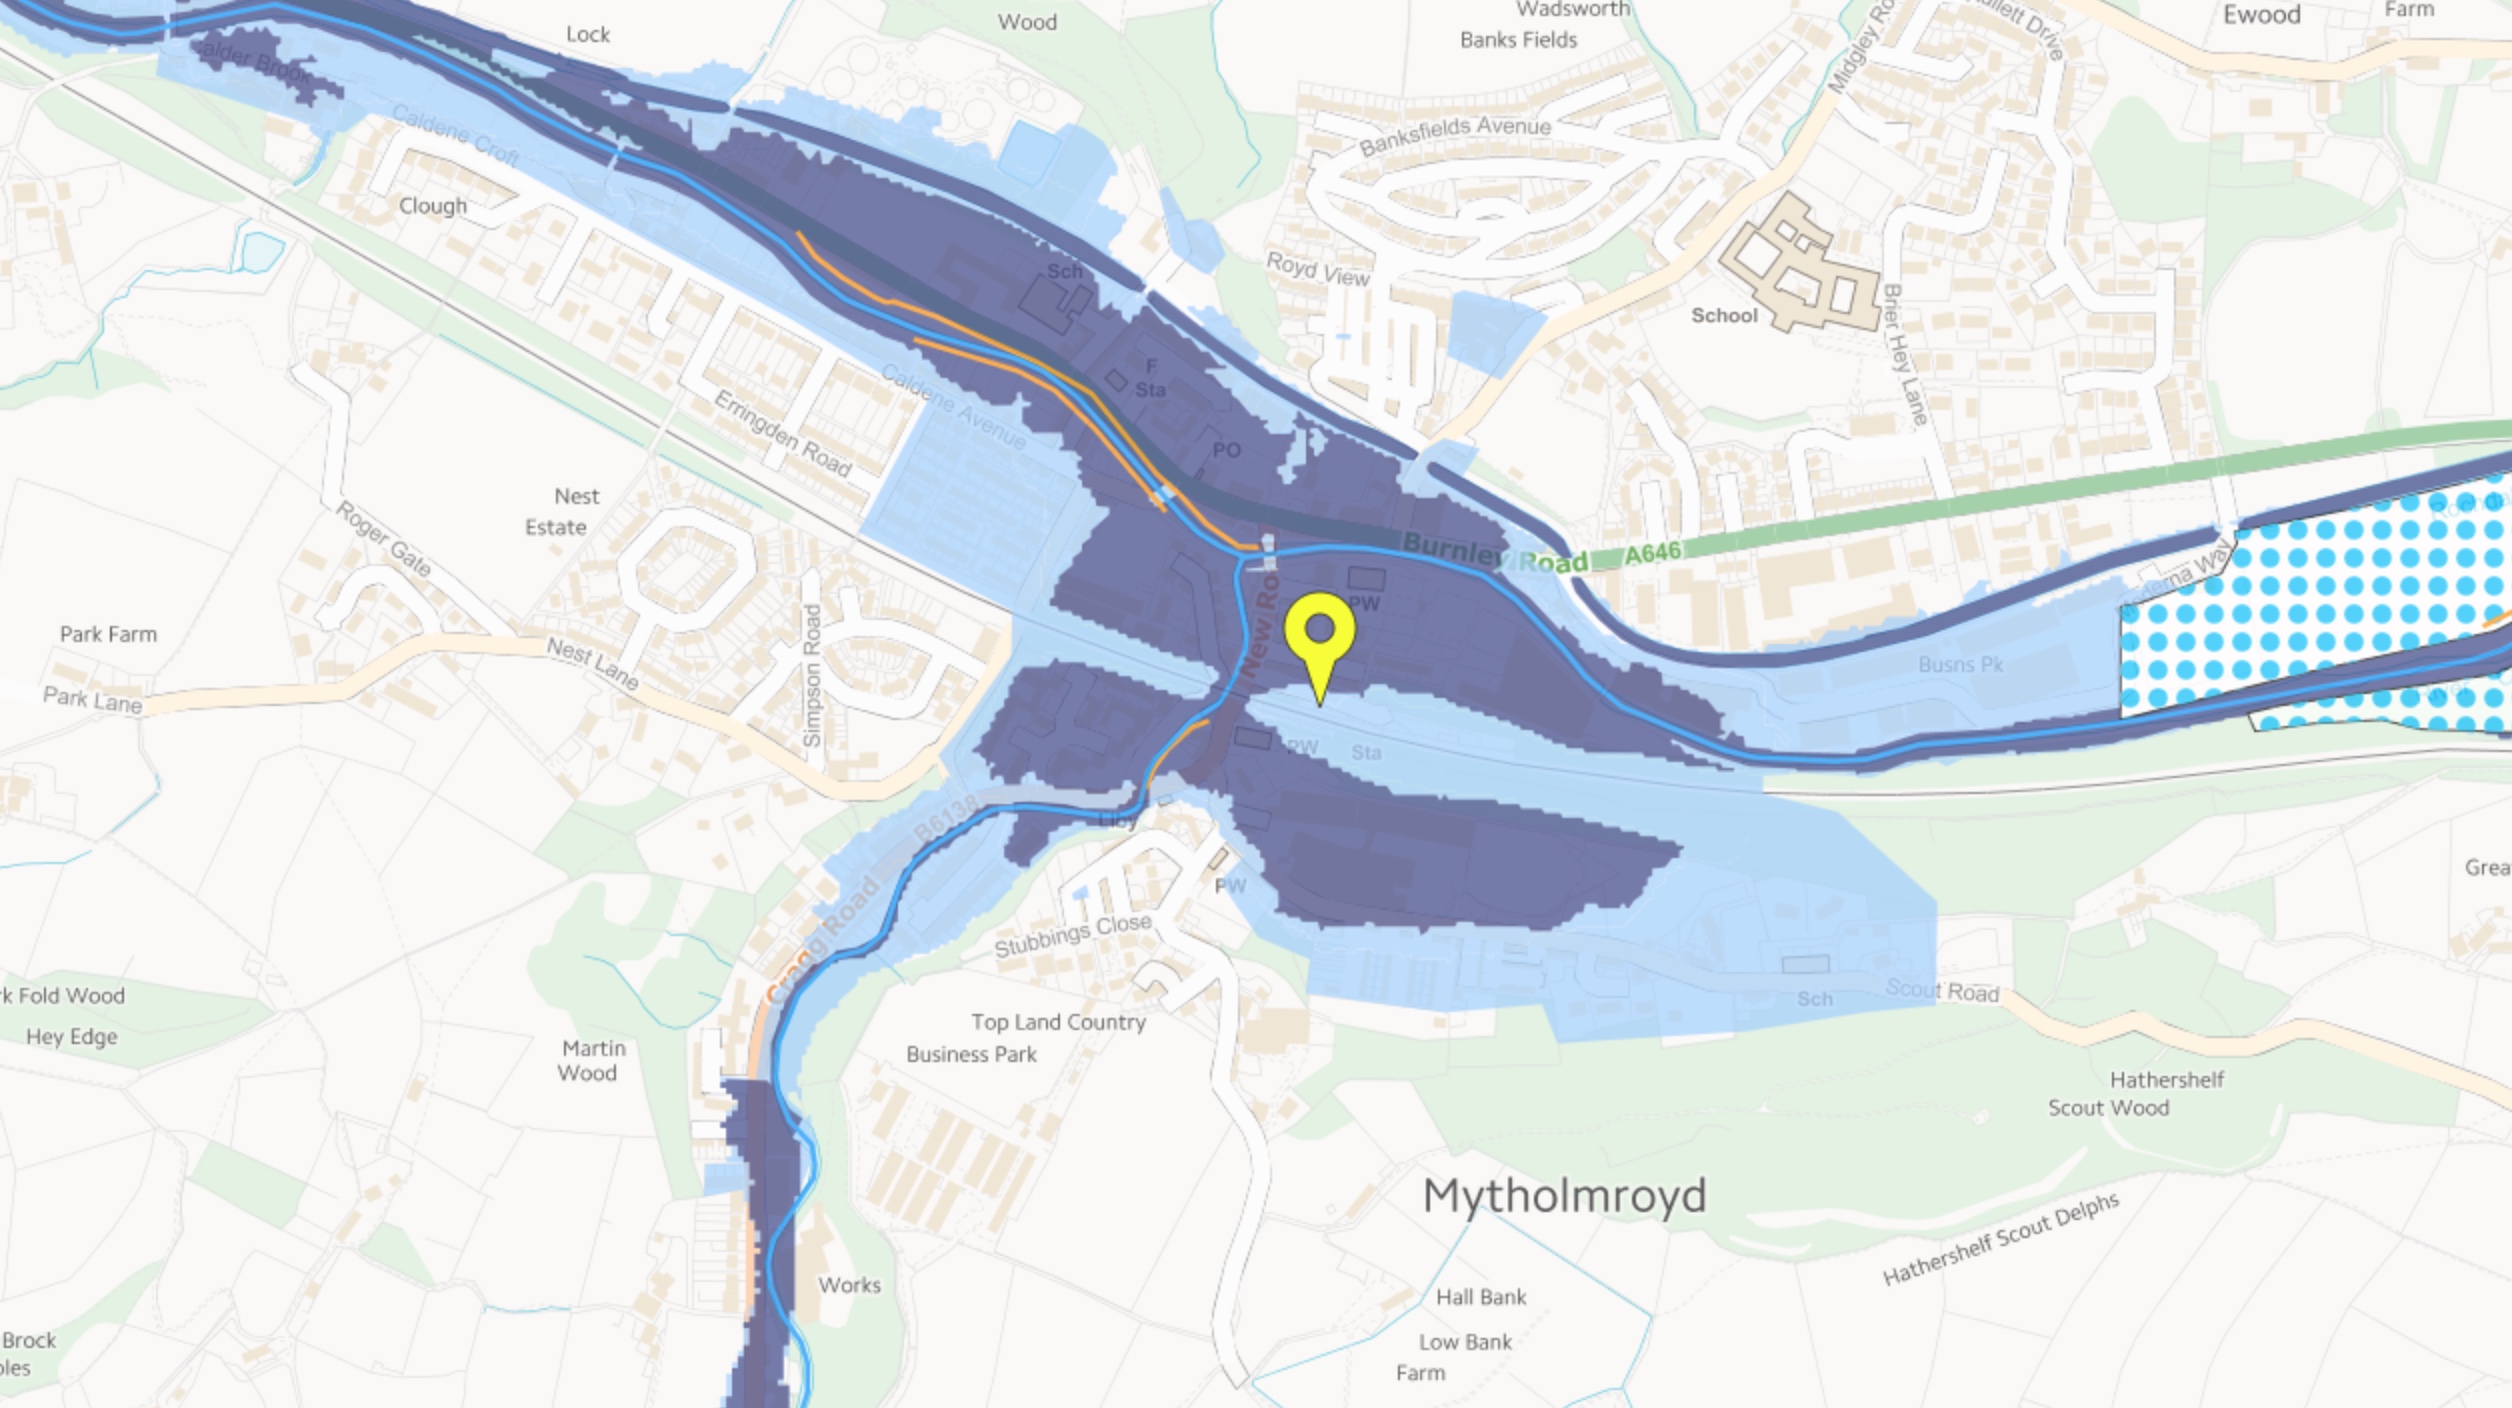 Lock
Wood
Wadsworth
Banks Fields
Midgley Ro
Hullett Drive
Ewood
Farm
Calder Brook
Caldene Croft
Clough
Banksfields Avenue
Royd View
School
Brier Hey Lane
Sch
F
Sta
PO
Caldene Avenue
Erringden Road
Nest
Estate
Roger Gate
Burnley Road
A646
New Ro
PW
Park Farm
Park Lane
Nest Lane
Simpson Road
Busns Pk
PW
Sta
B6138
Liby
PW
Cragg Road
Stubbings Close
Grea
k Fold Wood
Hey Edge
Martin
Wood
Top Land Country
Business Park
Sch
Scout Road
Hathershelf
Scout Wood
Mytholmroyd
Hathershelf Scout Delphs
Works
Hall Bank
Low Bank
Farm
Brock
oles